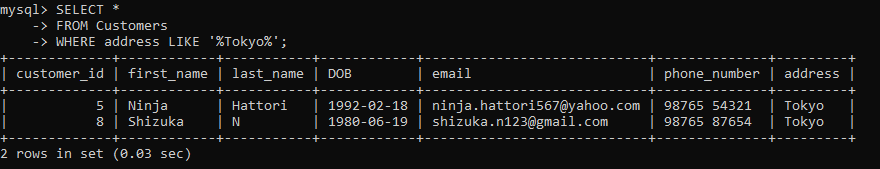 mysql> SELECT *
    -> FROM Customers
    -> WHERE address LIKE '%Tokyo%';
+-------------+------------+-----------+------------+---------------------------+--------------+---------+
| customer_id | first_name | last_name | DOB        | email                     | phone_number | address |
+-------------+------------+-----------+------------+---------------------------+--------------+---------+
|           5 | Ninja      | Hattori   | 1992-02-18 | ninja.hattori567@yahoo.com | 98765 54321  | Tokyo   |
|           8 | Shizuka    | N         | 1980-06-19 | shizuka.n123@gmail.com    | 98765 87654  | Tokyo   |
+-------------+------------+-----------+------------+---------------------------+--------------+---------+
2 rows in set (0.03 sec)